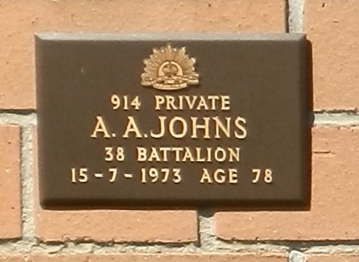 914 PRIVATE
A. A. JOHNS
38 BATTALION
15-7-1973 AGE 78